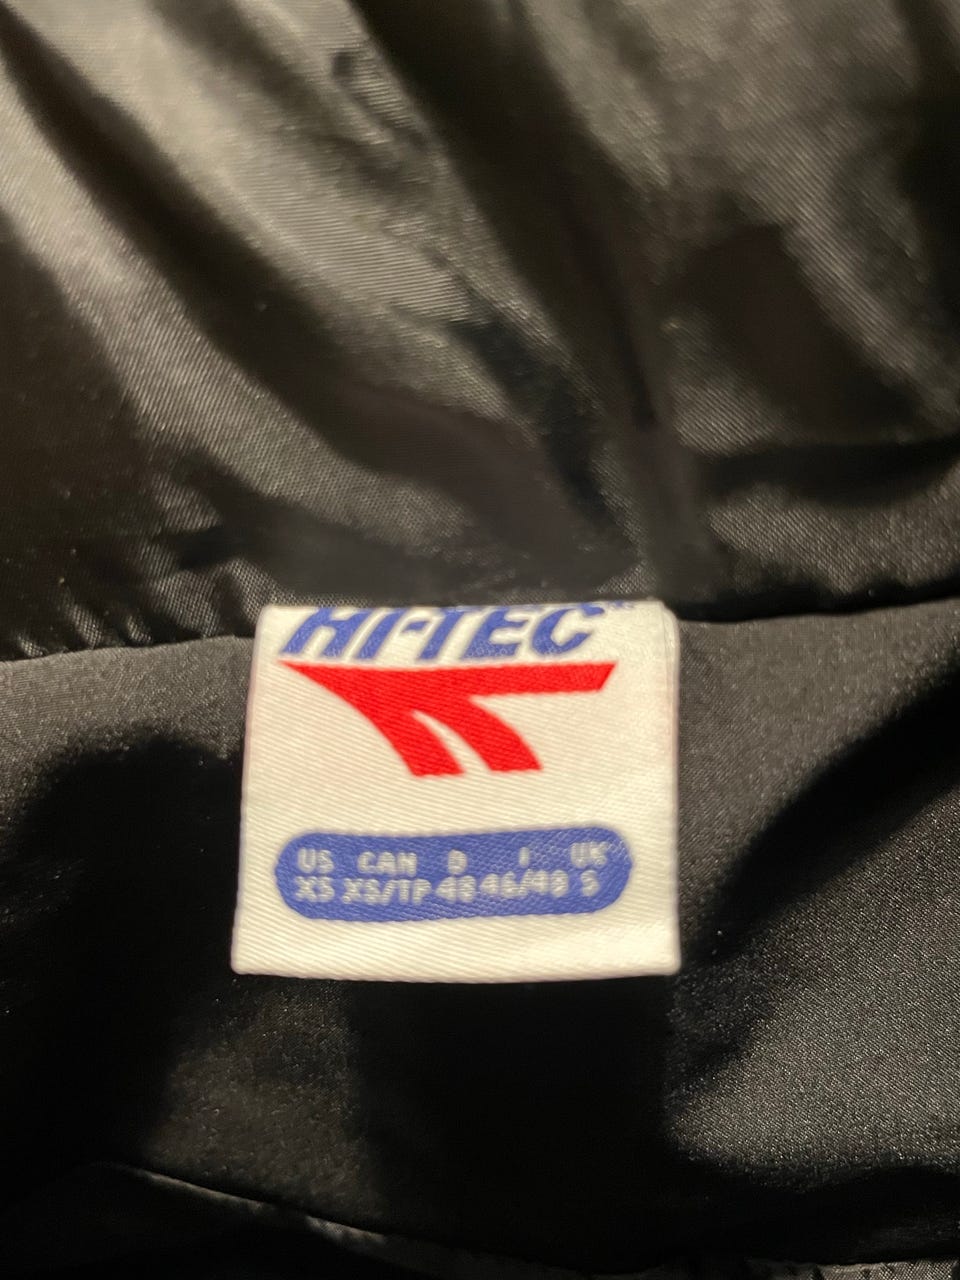 HI-TEC
US CAN D I UK
XS XS/TP 48 46/48 S